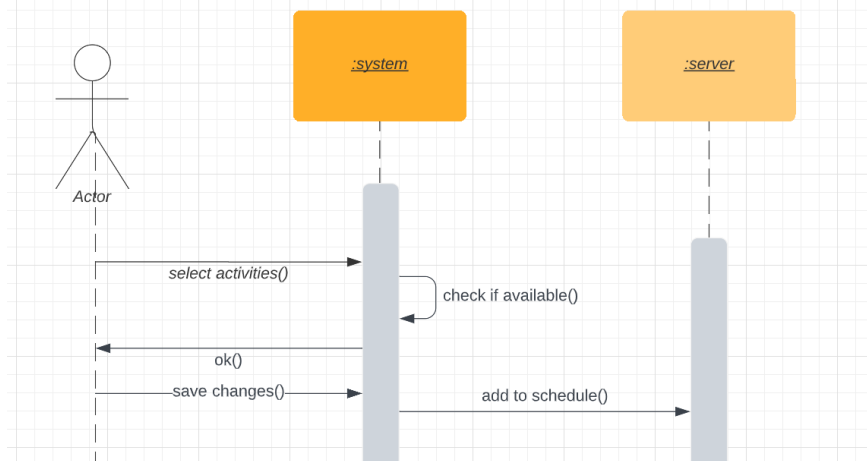 :system
:server
Actor
select activities()
check if available()
ok()
save changes()
add to schedule()